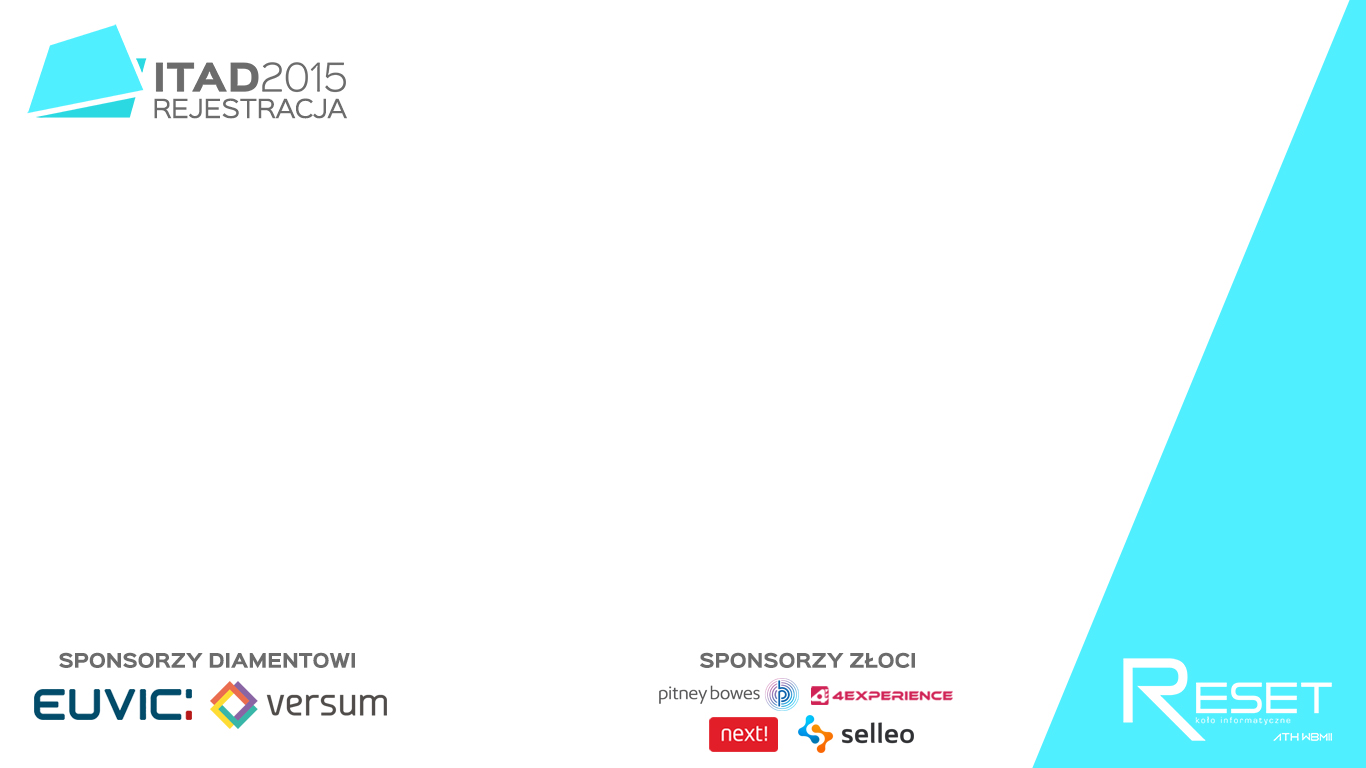 ITAD2015
REJESTRACJA
SPONSORZY DIAMENTOWI
EUVIC:
versum
SPONSORZY ZŁOCI
pitney bowes
4EXPERIENCE
next!
selleo
RESET
koło informatyczne
ATH WBMII